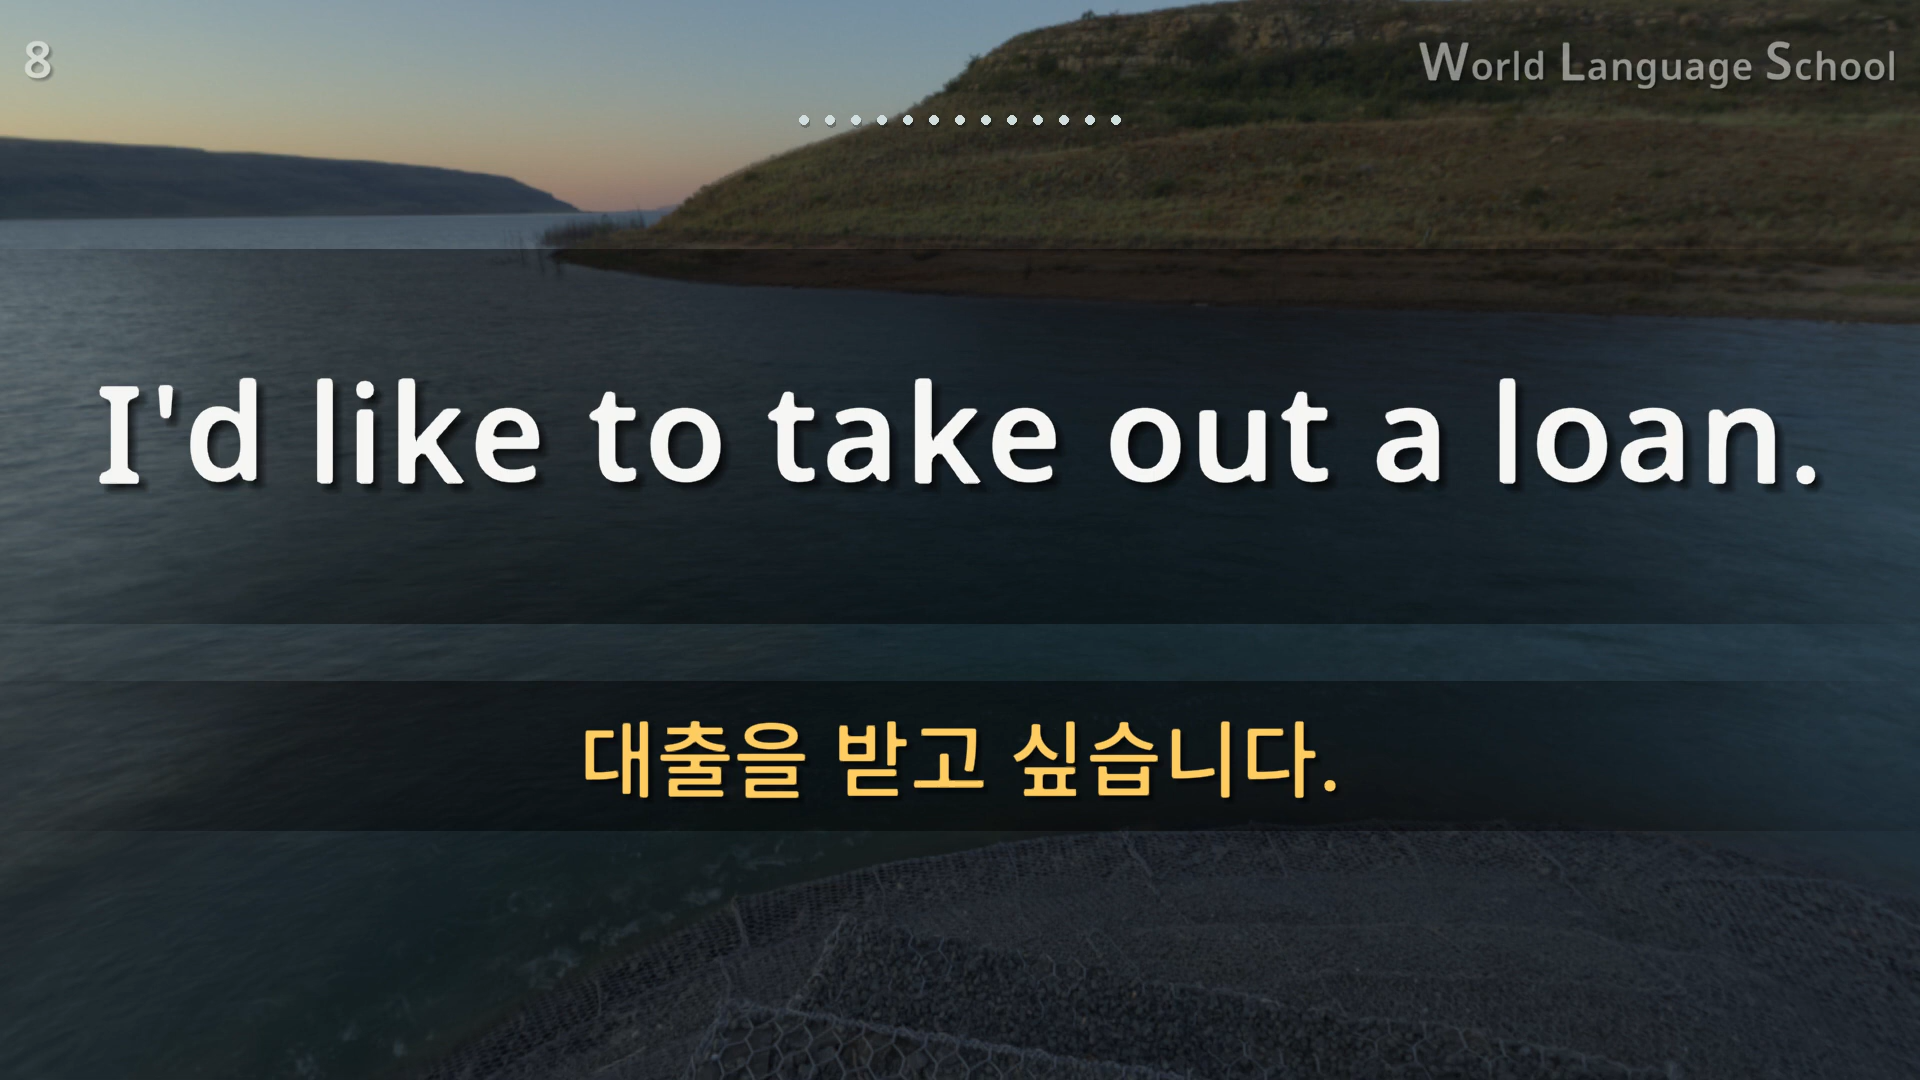 8
World Language School
I'd like to take out a loan.
대출을 받고 싶습니다.